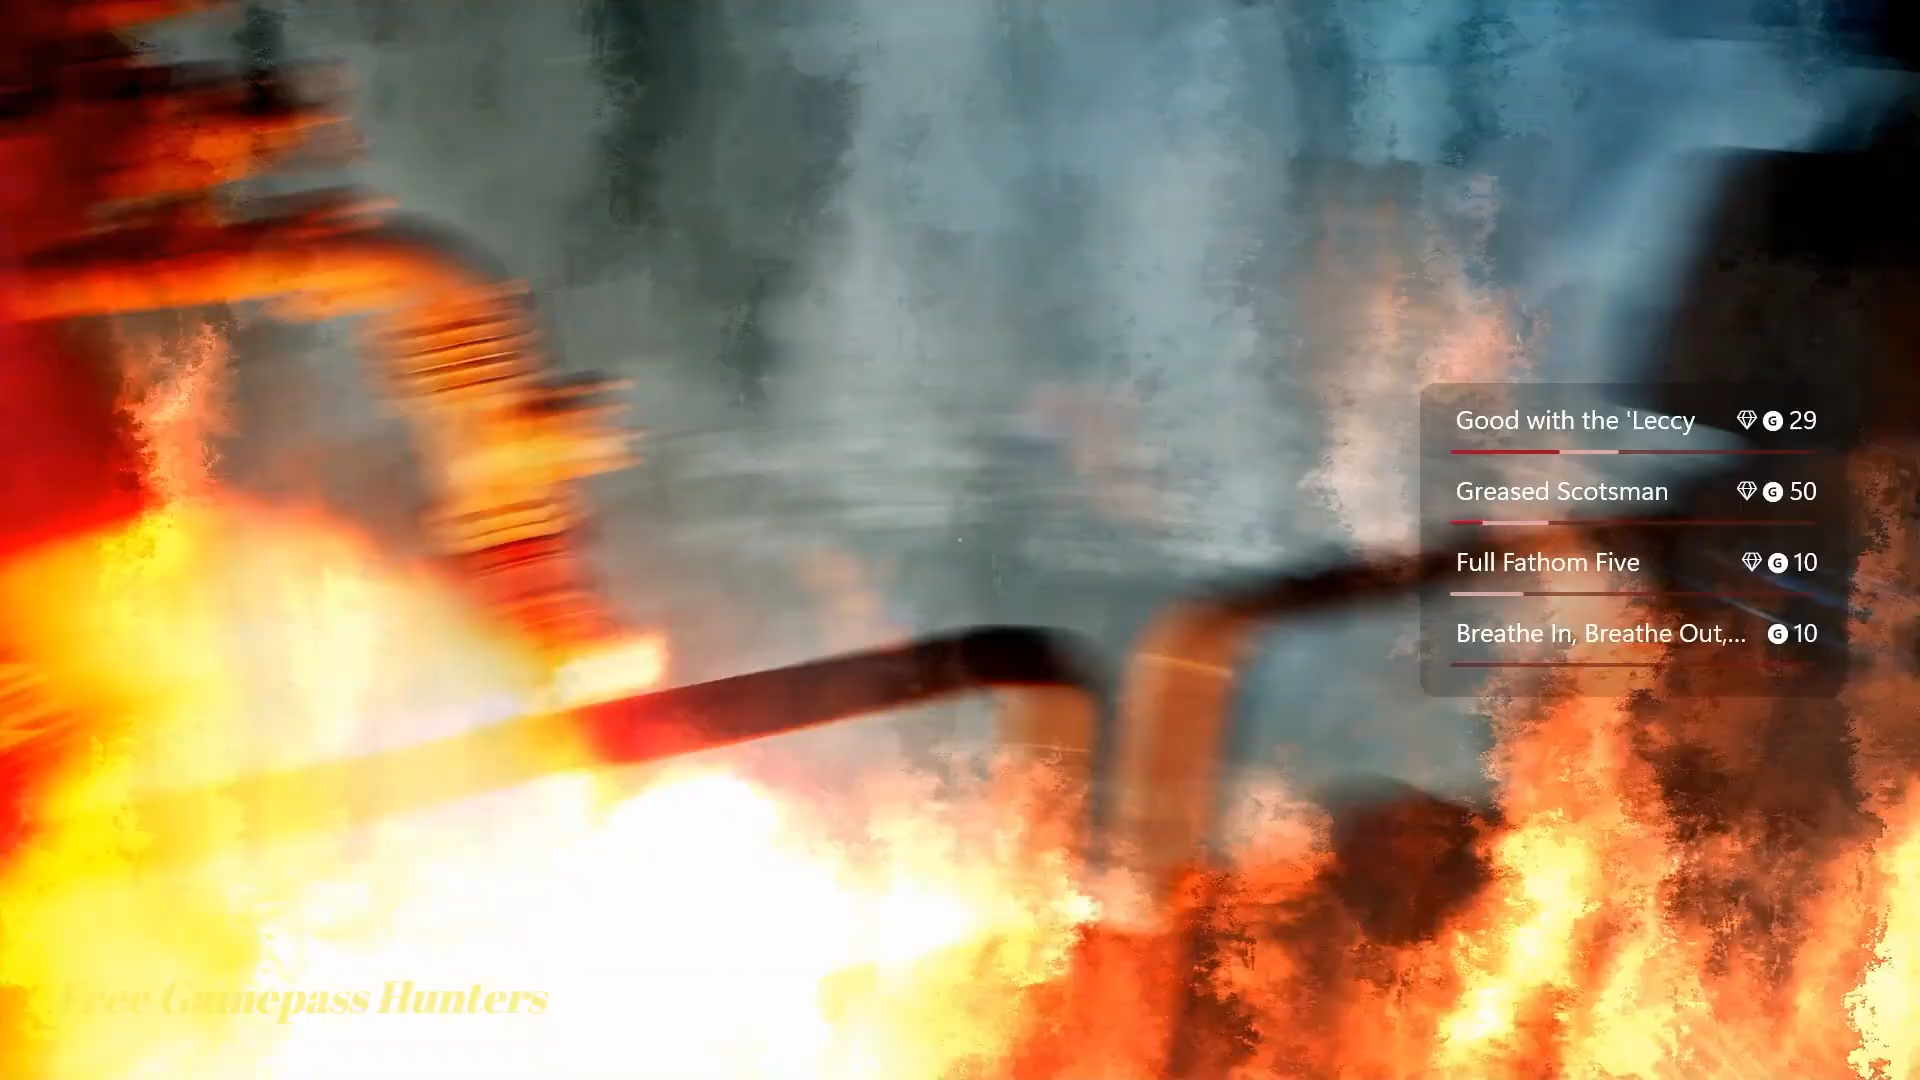 Good with the 'Leccy G 29
Greased Scotsman G 50
Full Fathom Five G 10
Breathe In, Breathe Out,... G 10
Free Gamepass Hunters